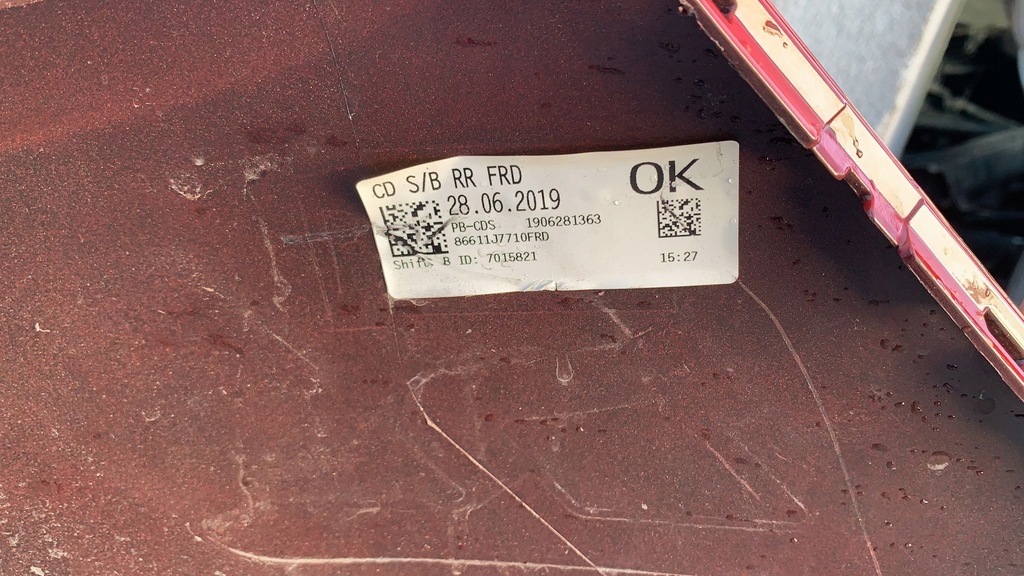 CD S/B RR FRD
OK
28.06.2019
PB-CDS 1906281363
86611J7710FRD
Shift: B ID: 7015821
15:27